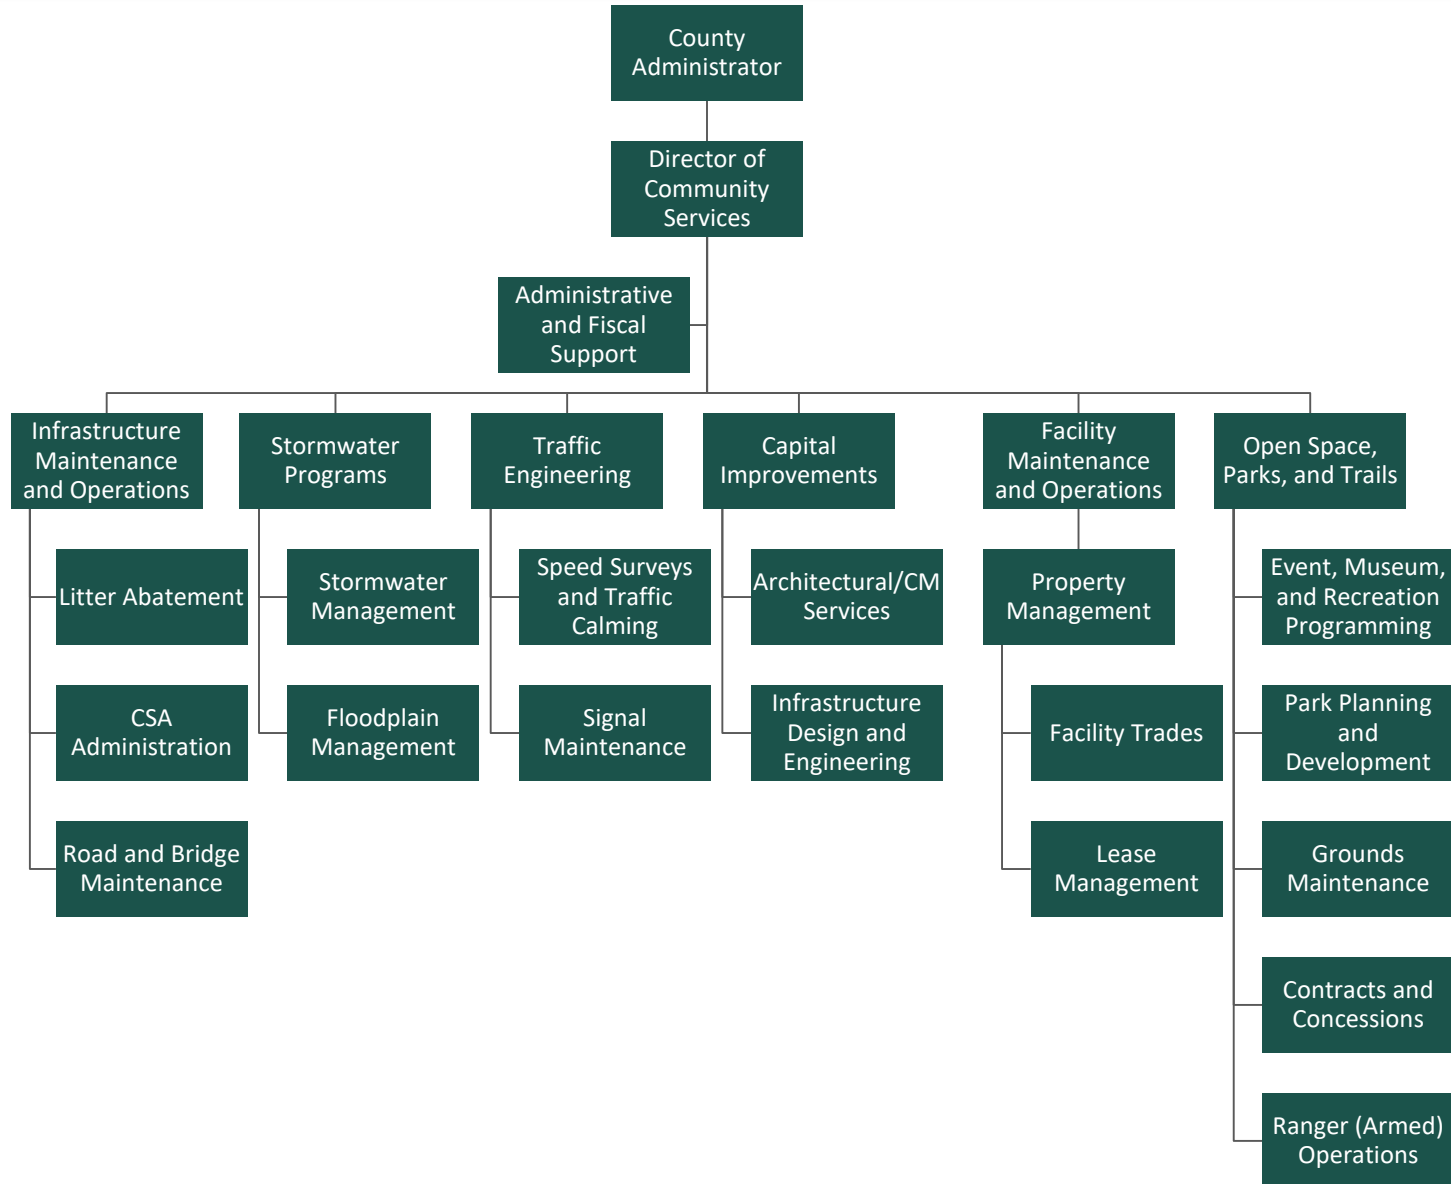 County
Administrator
Director of
Community
Services
Administrative
and Fiscal
Support
Infrastructure
Maintenance
and Operations
Litter Abatement
CSA
Administration
Road and Bridge
Maintenance
Stormwater
Programs
Stormwater
Management
Floodplain
Management
Traffic
Engineering
Speed Surveys
and Traffic
Calming
Signal
Maintenance
Capital
Improvements
Architectural/CM
Services
Infrastructure
Design and
Engineering
Facility
Maintenance
and Operations
Property
Management
Facility Trades
Lease
Management
Open Space,
Parks, and Trails
Event, Museum,
and Recreation
Programming
Park Planning
and
Development
Grounds
Maintenance
Contracts and
Concessions
Ranger (Armed)
Operations